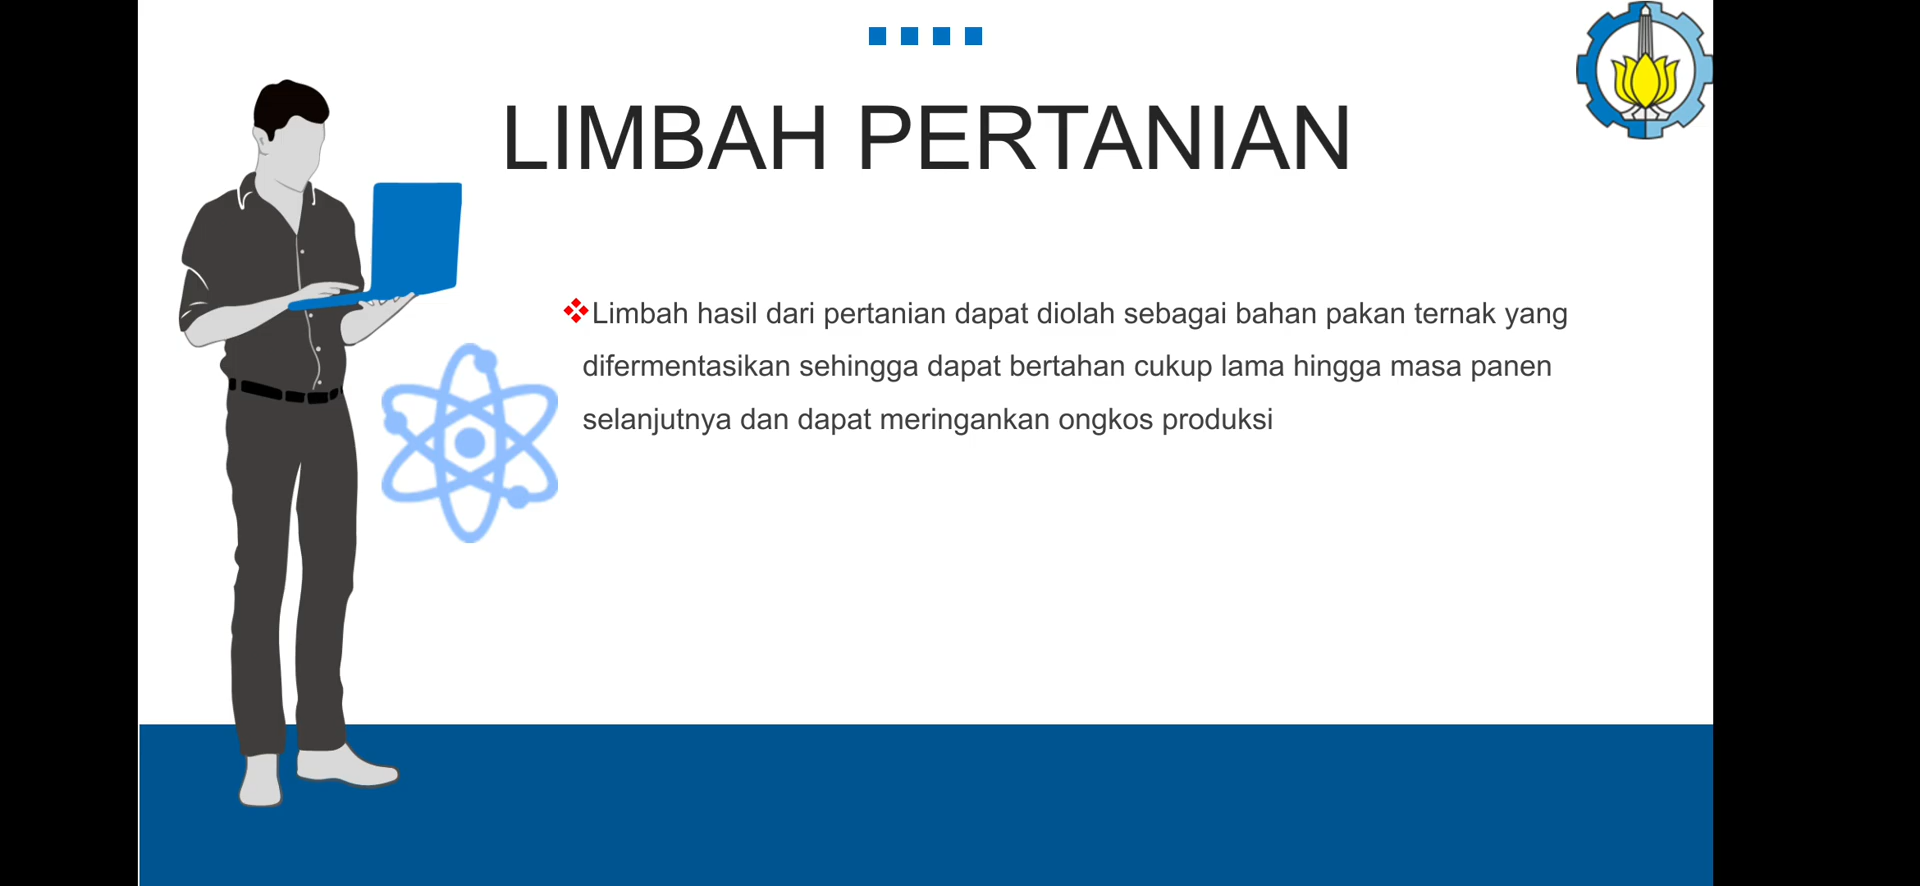 LIMBAH PERTANIAN
❖Limbah hasil dari pertanian dapat diolah sebagai bahan pakan ternak yang
difermentasikan sehingga dapat bertahan cukup lama hingga masa panen
selanjutnya dan dapat meringankan ongkos produksi